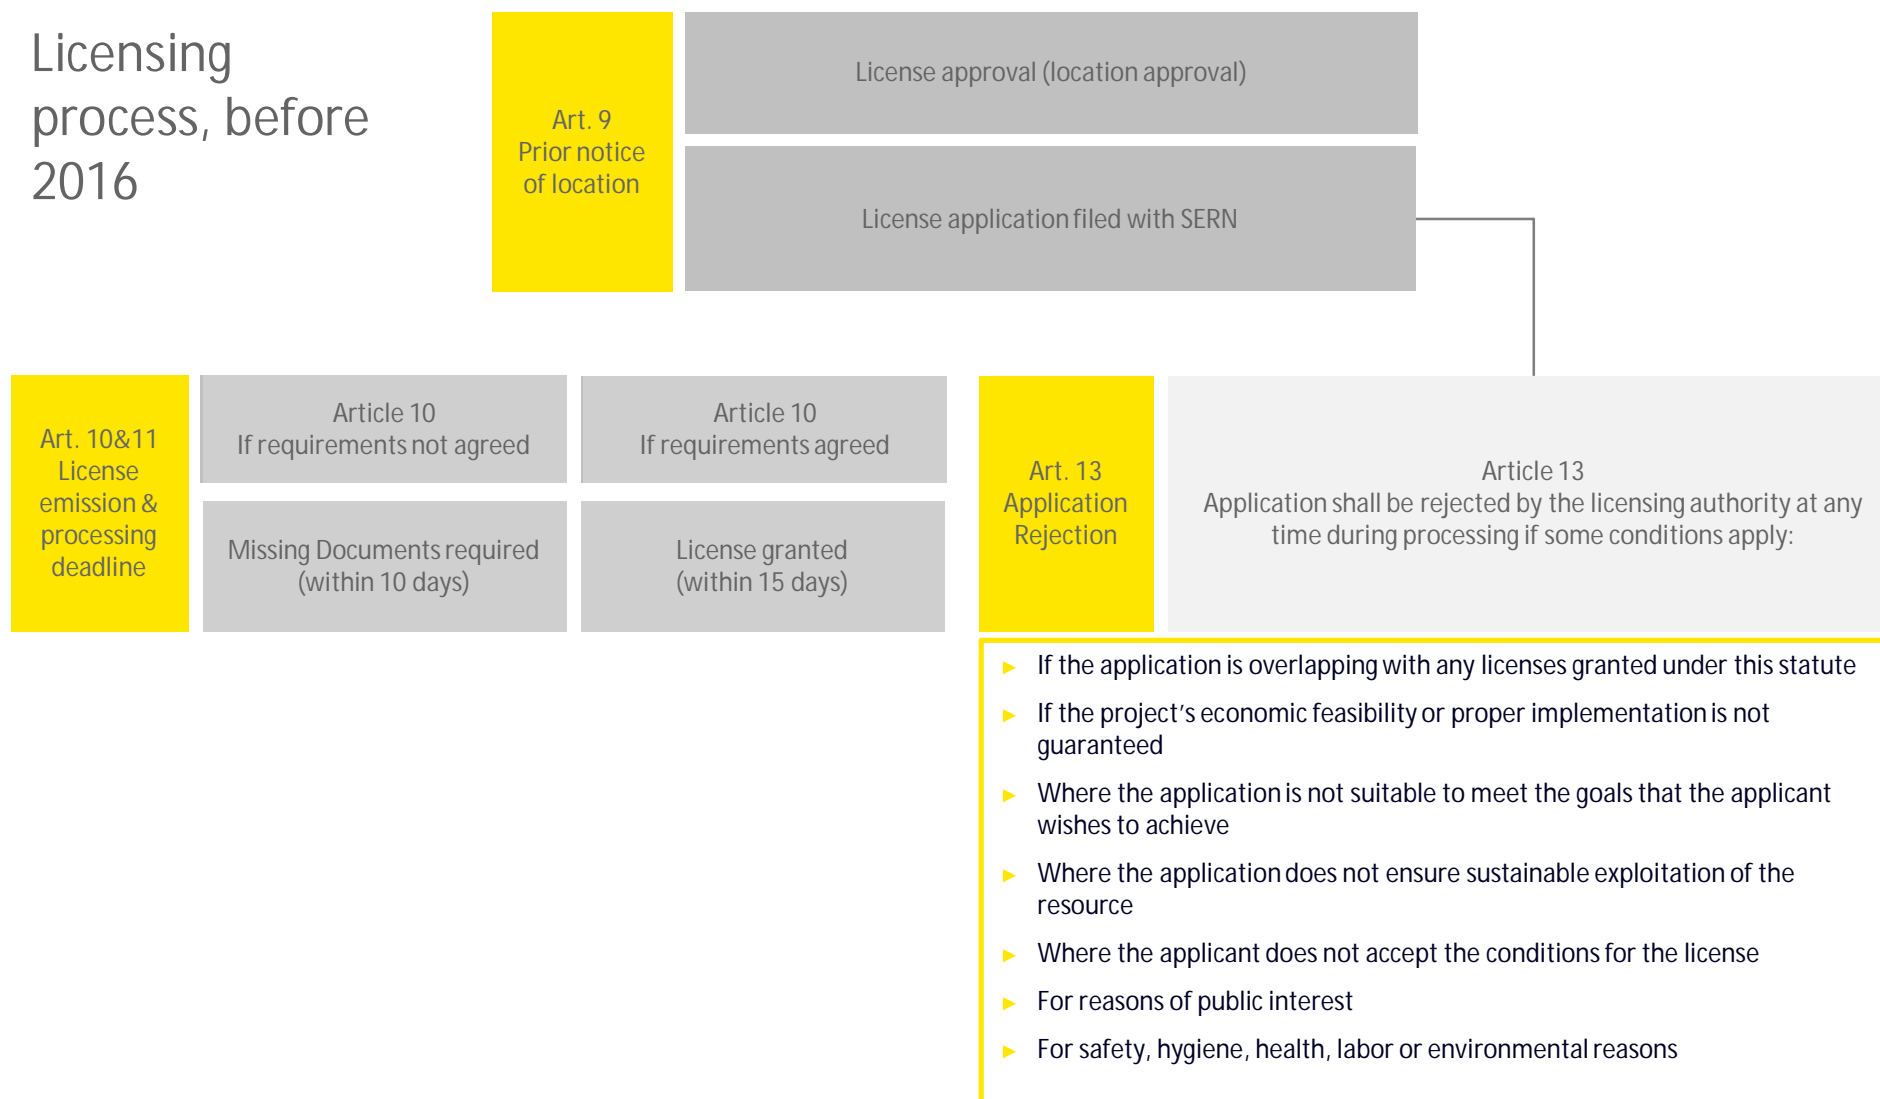 Licensing
process, before
2016
Art. 9
Prior notice
of location
License approval (location approval)
License application filed with SERN
Art. 10&11
License
emission &
processing
deadline
Article 10
If requirements not agreed
Article 10
If requirements agreed
Missing Documents required
(within 10 days)
License granted
(within 15 days)
Art. 13
Application
Rejection
Article 13
Application shall be rejected by the licensing authority at any
time during processing if some conditions apply:
► If the application is overlapping with any licenses granted under this statute
► If the project’s economic feasibility or proper implementation is not
guaranteed
► Where the application is not suitable to meet the goals that the applicant
wishes to achieve
► Where the application does not ensure sustainable exploitation of the
resource
► Where the applicant does not accept the conditions for the license
► For reasons of public interest
► For safety, hygiene, health, labor or environmental reasons